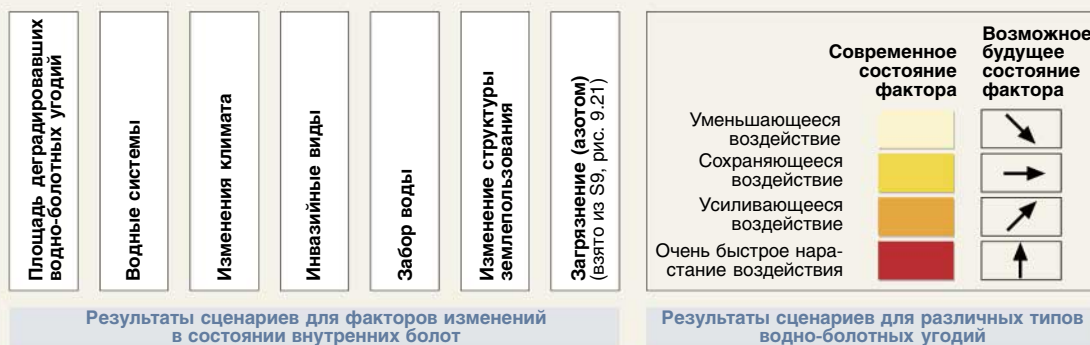 Площадь деградировавших
водно-болотных угодий
Водные системы
Изменения климата
Инвазийные виды
Забор воды
Изменение структуры
землепользования
Загрязнение (азотом)
(взято из S9, рис. 9.21)
Результаты сценариев для факторов изменений
в состоянии внутренних болот
Современное
состояние
фактора
Возможное
будущее
состояние
фактора
Уменьшающееся
воздействие
Сохраняющееся
воздействие
Усиливающееся
воздействие
Очень быстрое нара-
стание воздействия
Результаты сценариев для различных типов
водно-болотных угодий